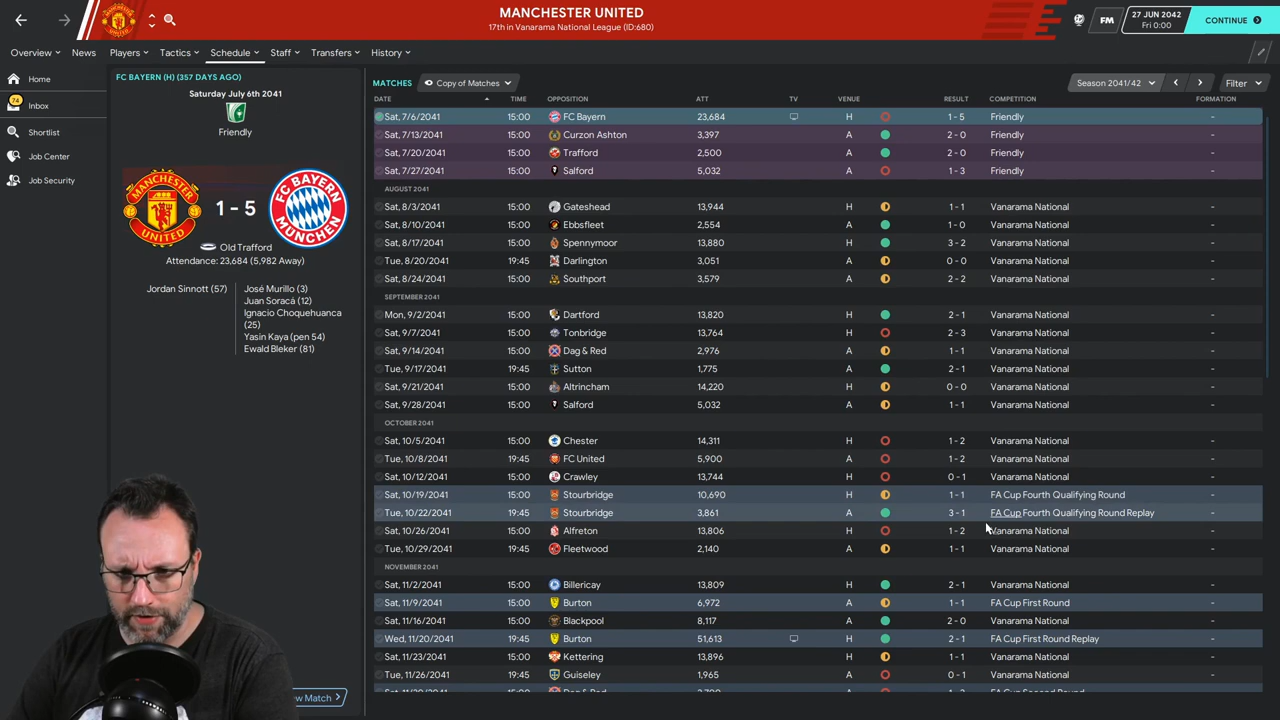 MANCHESTER UNITED
17th in Vanarama National League (ID:680)
FM
27 JUN 2042
Fri 0:00
CONTINUE
Overview
News
Players
Tactics
Schedule
Staff
Transfers
History
Home
74
Inbox
Shortlist
Job Center
Job Security
FC BAYERN (H) (357 DAYS AGO)
Saturday July 6th 2041
Friendly
1 - 5
Old Trafford
Attendance: 23,684 (5,982 Away)
Jordan Sinnott (57)
José Murillo (3)
Juan Soracá (12)
Ignacio Choquehuanca
(25)
Yasin Kaya (pen 54)
Ewald Bleker (81)
MATCHES
Copy of Matches
Season 2041/42
Filter
DATE TIME OPPOSITION ATT TV VENUE RESULT COMPETITION FORMATION
Sat, 7/6/2041 15:00 FC Bayern 23,684 H 1 - 5 Friendly -
Sat, 7/13/2041 15:00 Curzon Ashton 3,397 A 2 - 0 Friendly -
Sat, 7/20/2041 15:00 Trafford 2,500 A 2 - 0 Friendly -
Sat, 7/27/2041 15:00 Salford 5,032 A 1 - 3 Friendly -
AUGUST 2041
Sat, 8/3/2041 15:00 Gateshead 13,944 H 1 - 1 Vanarama National -
Sat, 8/10/2041 15:00 Ebbsfleet 2,554 A 1 - 0 Vanarama National -
Sat, 8/17/2041 15:00 Spennymoor 13,880 H 3 - 2 Vanarama National -
Tue, 8/20/2041 19:45 Darlington 3,051 A 0 - 0 Vanarama National -
Sat, 8/24/2041 15:00 Southport 3,579 A 2 - 2 Vanarama National -
SEPTEMBER 2041
Mon, 9/2/2041 15:00 Dartford 13,820 H 2 - 1 Vanarama National -
Sat, 9/7/2041 15:00 Tonbridge 13,764 H 2 - 3 Vanarama National -
Sat, 9/14/2041 15:00 Dag & Red 2,976 A 1 - 1 Vanarama National -
Tue, 9/17/2041 19:45 Sutton 1,775 A 2 - 1 Vanarama National -
Sat, 9/21/2041 15:00 Altrincham 14,220 H 0 - 0 Vanarama National -
Sat, 9/28/2041 15:00 Salford 5,032 A 1 - 1 Vanarama National -
OCTOBER 2041
Sat, 10/5/2041 15:00 Chester 14,311 H 1 - 2 Vanarama National -
Tue, 10/8/2041 19:45 FC United 5,900 A 1 - 2 Vanarama National -
Sat, 10/12/2041 15:00 Crawley 13,744 H 0 - 1 Vanarama National -
Sat, 10/19/2041 15:00 Stourbridge 10,690 H 1 - 1 FA Cup Fourth Qualifying Round -
Tue, 10/22/2041 19:45 Stourbridge 3,861 A 3 - 1 FA Cup Fourth Qualifying Round Replay -
Sat, 10/26/2041 15:00 Alfreton 13,806 H 1 - 2 Vanarama National -
Tue, 10/29/2041 19:45 Fleetwood 2,140 A 1 - 1 Vanarama National -
NOVEMBER 2041
Sat, 11/2/2041 15:00 Billericay 13,809 H 2 - 1 Vanarama National -
Sat, 11/9/2041 15:00 Burton 6,972 A 1 - 1 FA Cup First Round -
Sat, 11/16/2041 15:00 Blackpool 8,117 A 2 - 0 Vanarama National -
Wed, 11/20/2041 19:45 Burton 51,613 H 2 - 1 FA Cup First Round Replay -
Sat, 11/23/2041 15:00 Kettering 13,896 H 1 - 1 Vanarama National -
Tue, 11/26/2041 19:45 Guiseley 1,965 A 0 - 1 Vanarama National -